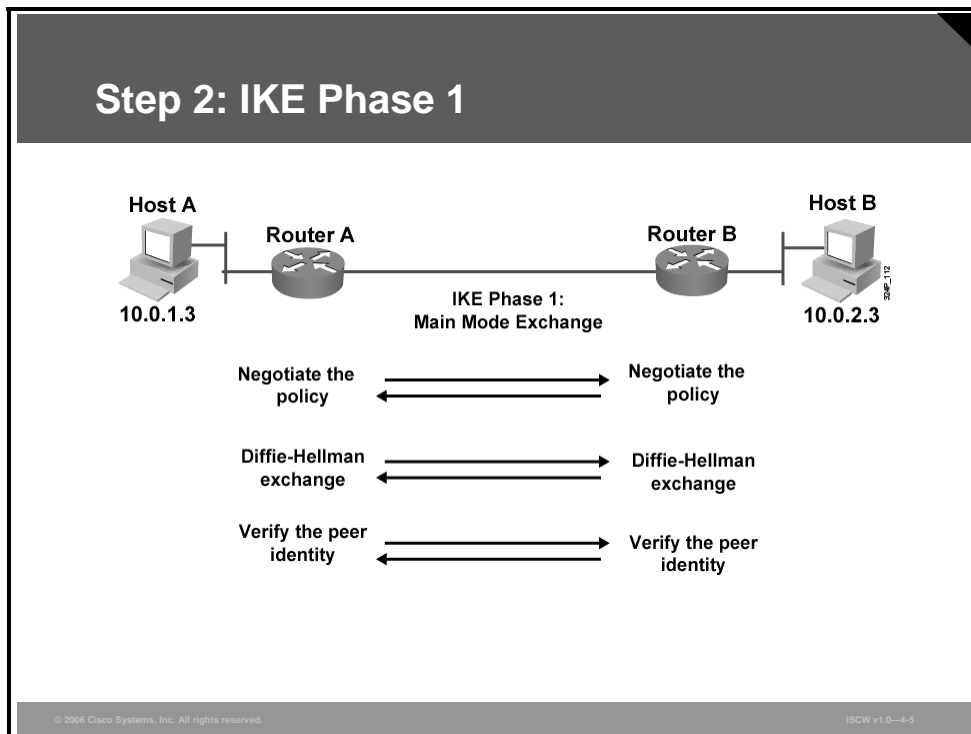 Step 2: IKE Phase 1
Host A
Host B
Router A
Router B
324P_112
10.0.1.3
IKE Phase 1:
Main Mode Exchange
10.0.2.3
Negotiate the
policy
Negotiate the
policy
Diffie-Hellman
exchange
Diffie-Hellman
exchange
Verify the peer
identity
Verify the peer
identity
© 2006 Cisco Systems, Inc. All rights reserved.
ISCW v1.0—4-5